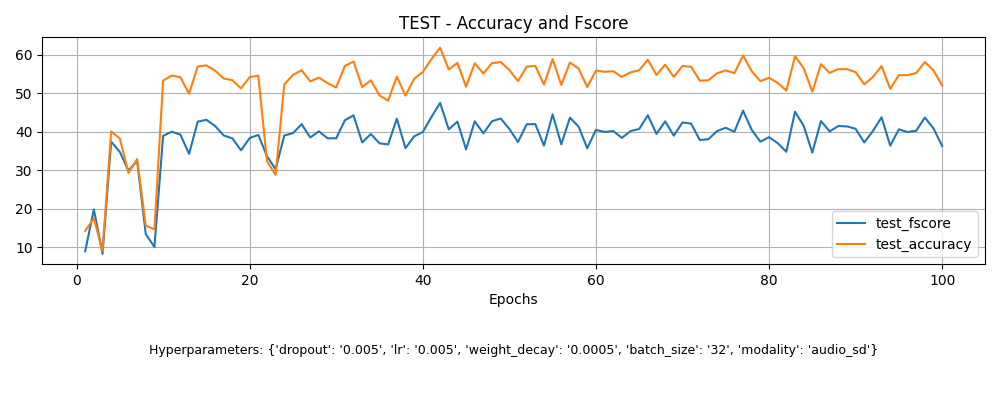 TEST - Accuracy and Fscore
60
50
40
30
20
10
test_fscore
test_accuracy
0 20 40 60 80 100
Epochs
Hyperparameters: {'dropout': '0.005', 'lr': '0.005', 'weight_decay': '0.0005', 'batch_size': '32', 'modality': 'audio_sd'}